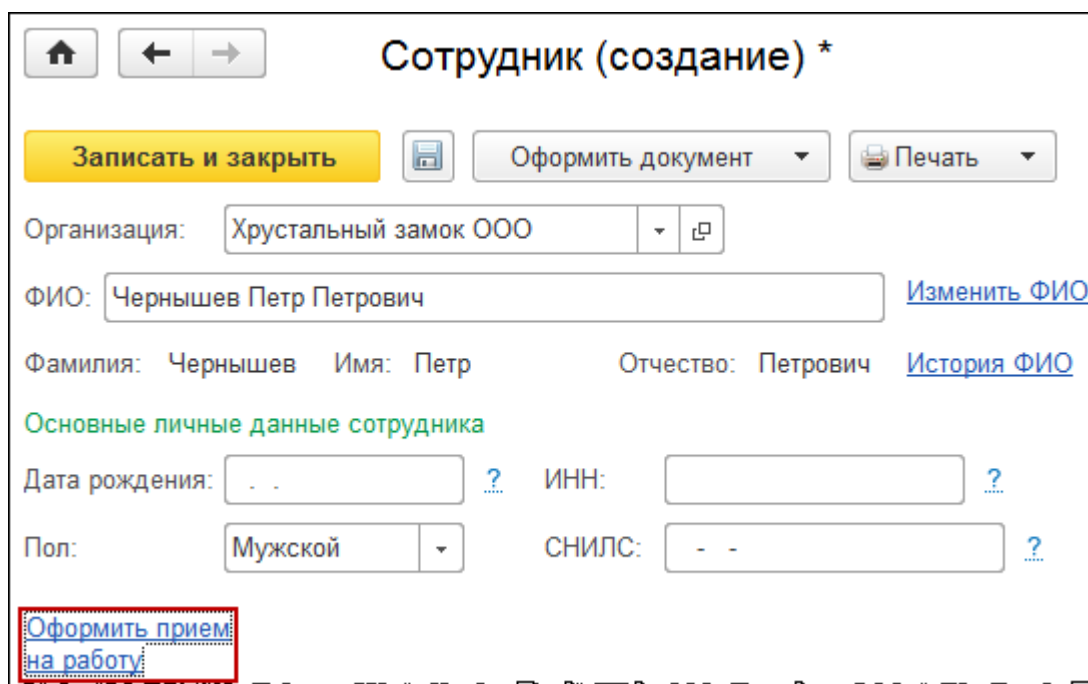 Сотрудник (создание) *
Записать и закрыть Оформить документ Печать
Организация: Хрустальный замок ООО
ФИО: Чернышев Петр Петрович Изменить ФИО
Фамилия: Чернышев Имя: Петр Отчество: Петрович История ФИО
Основные личные данные сотрудника
Дата рождения: . . ? ИНН: ?
Пол: Мужской СНИЛС: - - ?
Оформить прием
на работу